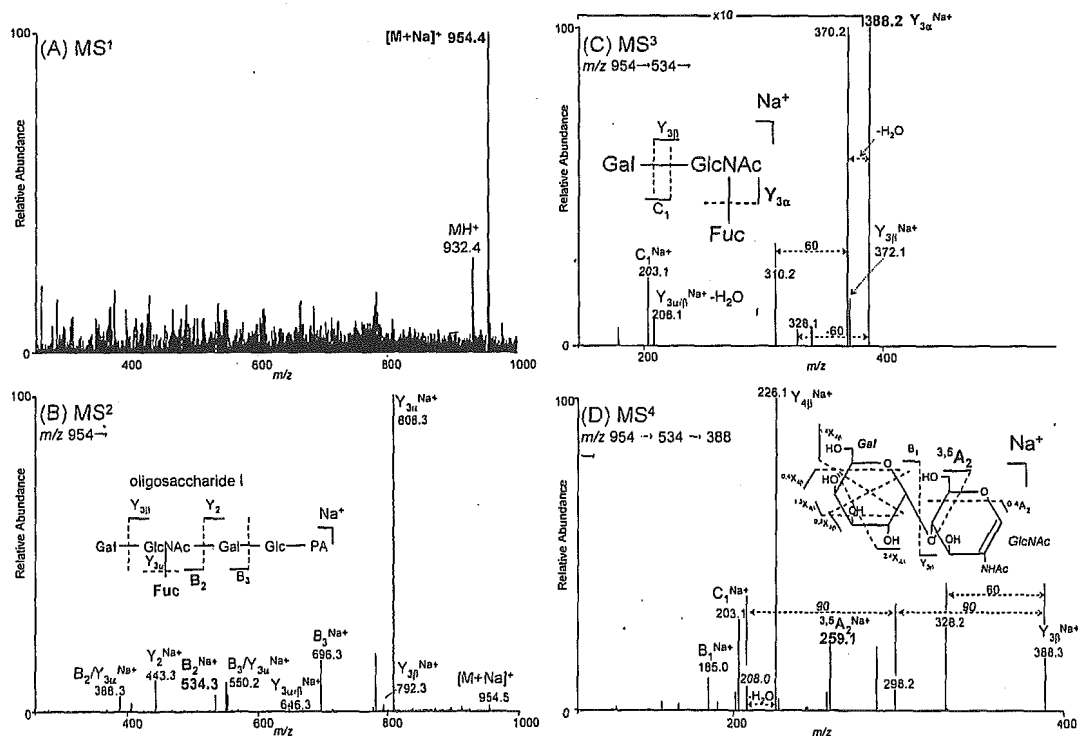 (A) MS¹
100
[M+Na]⁺ 954.4
MH⁺
932.4
Relative Abundance
0
400
600
800
1000
m/z
(B) MS²
m/z 954→
100
Y3α Na+
808.3
oligosaccharide I
Y3β
Y2
Na⁺
Gal
GlcNAc
Gal
Glc
PA
Fuc
B2
B3
B2/Y3α Na+
388.3
Y2 Na+
443.3
B2 Na+
534.3
550.2
Y3α/β Na+
646.3
B3 Na+
696.3
Y3β Na+
792.3
[M+Na]⁺
954.5
Relative Abundance
0
200
400
600
800
1000
m/z
(C) MS³
m/z 954→534→
100
x10
370.2
388.2 Y3α Na+
Na⁺
Y3β
Gal
GlcNAc
C1
Y3α
Fuc
-H₂O
Y3β Na+
372.1
60
C1 Na+
203.1
310.2
Y3α/β Na+ -H₂O
208.1
328.1
-60
Relative Abundance
0
200
400
m/z
(D) MS⁴
m/z 954 → 534 → 388
100
226.1 Y4β Na+
Gal
B1
3,5A2
Na⁺
HO
HO
O
HO
O
HO
OH
OH
O
OH
0,4A2
GlcNAc
NHAc
C1 Na+
203.1
90
60
90
B1 Na+
185.0
208.0
-H₂O
3,5A2 Na+
259.1
298.2
328.2
Y3β Na+
388.3
Relative Abundance
0
200
400
m/z